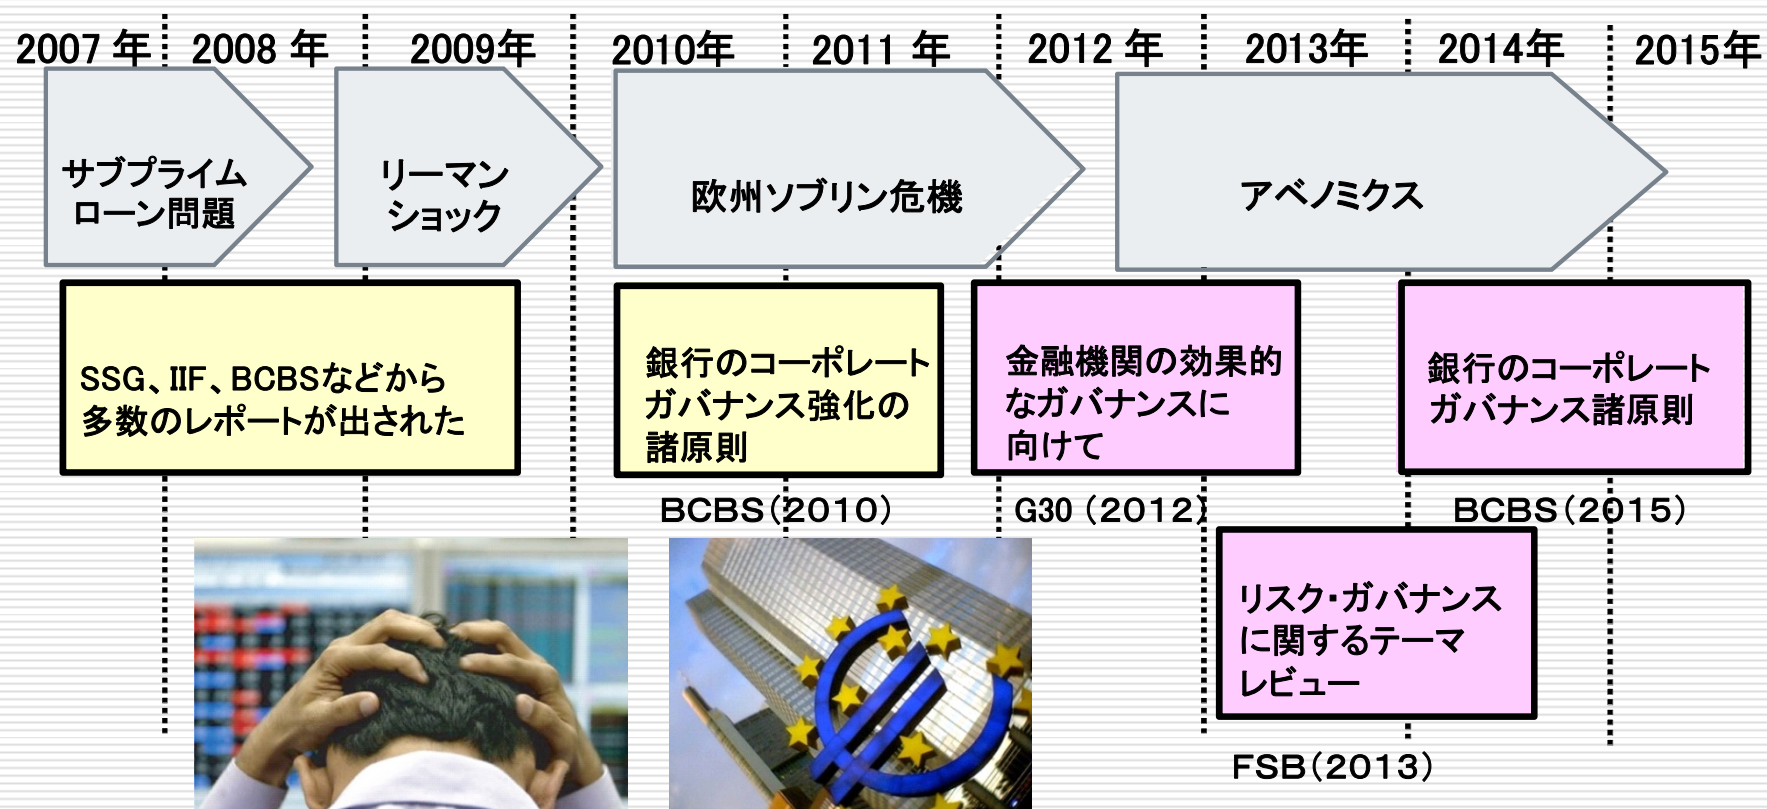 2007 年 2008 年 2009年 2010年 2011 年 2012 年 2013年 2014年 2015年
サブプライム
ローン問題
リーマン
ショック
欧州ソブリン危機
アベノミクス
SSG、IIF、BCBSなどから
多数のレポートが出された
銀行のコーポレート
ガバナンス強化の
諸原則
BCBS(2010)
金融機関の効果的
なガバナンスに
向けて
G30 (2012)
銀行のコーポレート
ガバナンス諸原則
BCBS(2015)
リスク・ガバナンス
に関するテーマ
レビュー
FSB(2013)